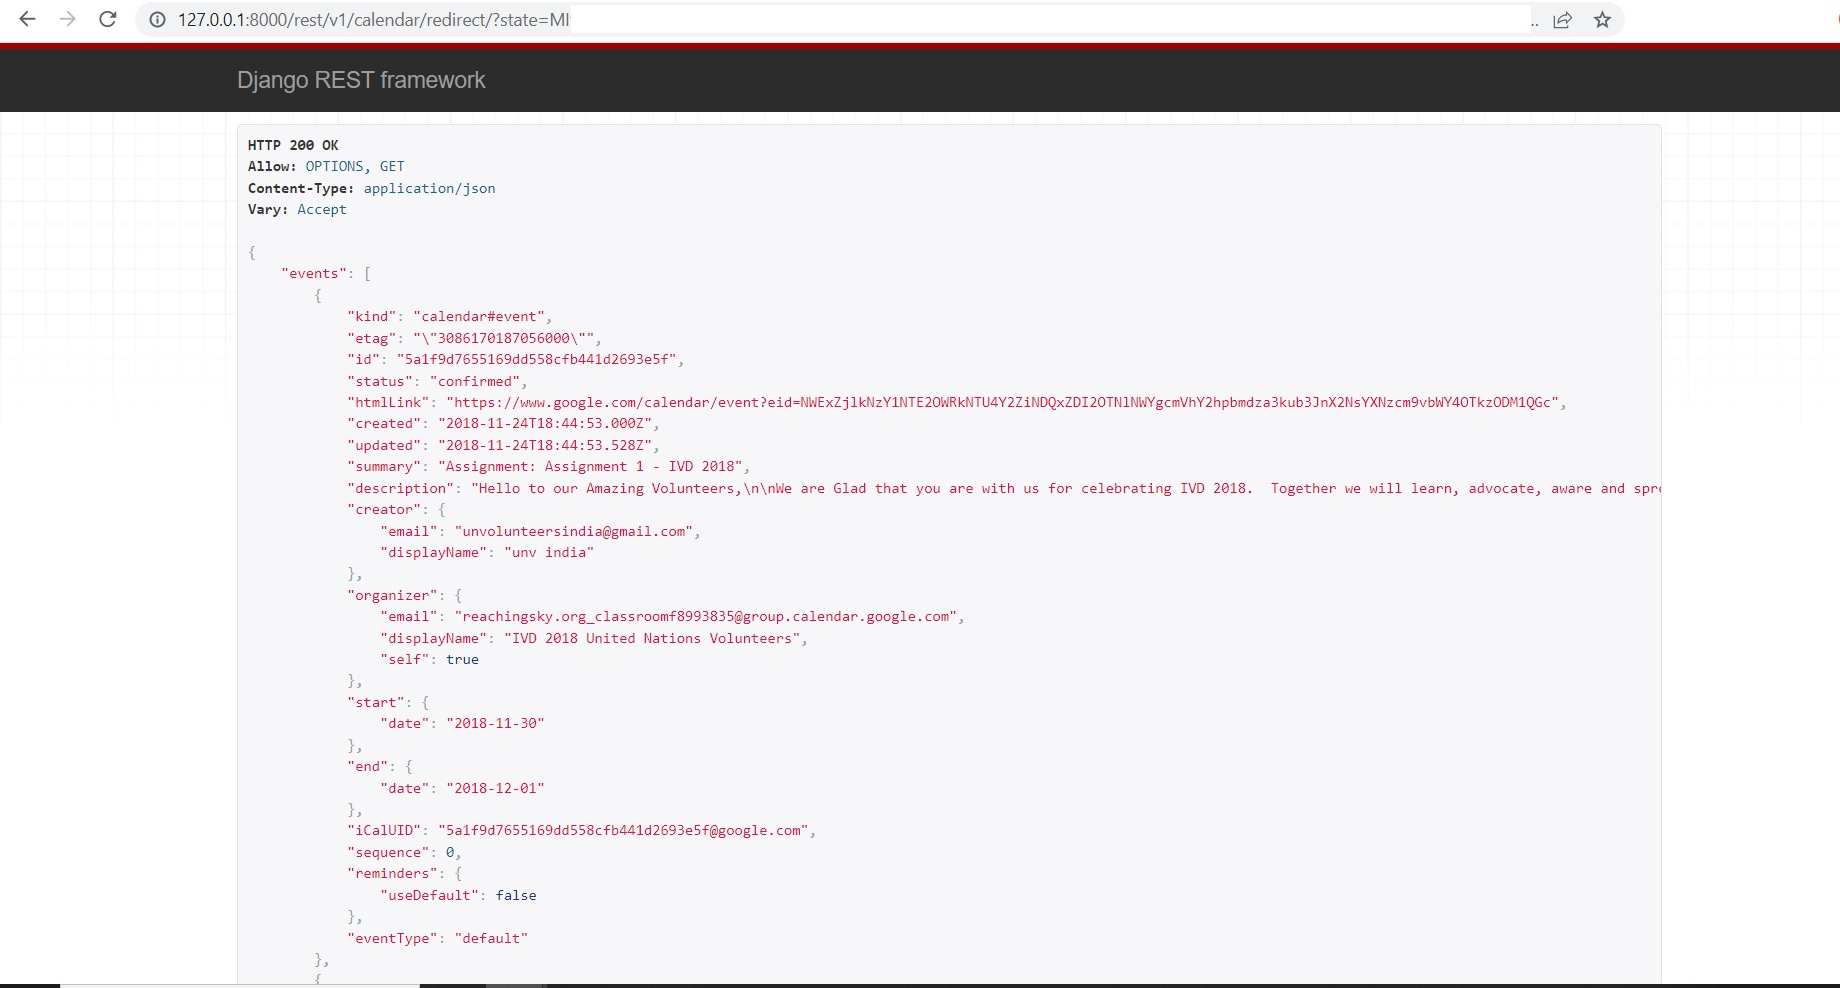 127.0.0.1:8000/rest/v1/calendar/redirect/?state=MI
..
Django REST framework
HTTP 200 OK
Allow: OPTIONS, GET
Content-Type: application/json
Vary: Accept
{
"events": [
{
"kind": "calendar#event",
"etag": "\"3086170187056000\"",
"id": "5a1f9d7655169dd558cfb441d2693e5f",
"status": "confirmed",
"htmlLink": "https://www.google.com/calendar/event?eid=NWExZjlkNzY1NTE2OWRkNTU4Y2ZiNDQxZDI2OTNlNWYgcmVhY2hpbmdza3kub3JnX2NsYXNzcm9vbWY4OTkzODM1QGc",
"created": "2018-11-24T18:44:53.000Z",
"updated": "2018-11-24T18:44:53.528Z",
"summary": "Assignment: Assignment 1 - IVD 2018",
"description": "Hello to our Amazing Volunteers,\n\nWe are Glad that you are with us for celebrating IVD 2018.  Together we will learn, advocate, aware and spre
"creator": {
"email": "unvolunteersindia@gmail.com",
"displayName": "unv india"
},
"organizer": {
"email": "reachingsky.org_classroomf8993835@group.calendar.google.com",
"displayName": "IVD 2018 United Nations Volunteers",
"self": true
},
"start": {
"date": "2018-11-30"
},
"end": {
"date": "2018-12-01"
},
"iCalUID": "5a1f9d7655169dd558cfb441d2693e5f@google.com",
"sequence": 0,
"reminders": {
"useDefault": false
},
"eventType": "default"
},
{